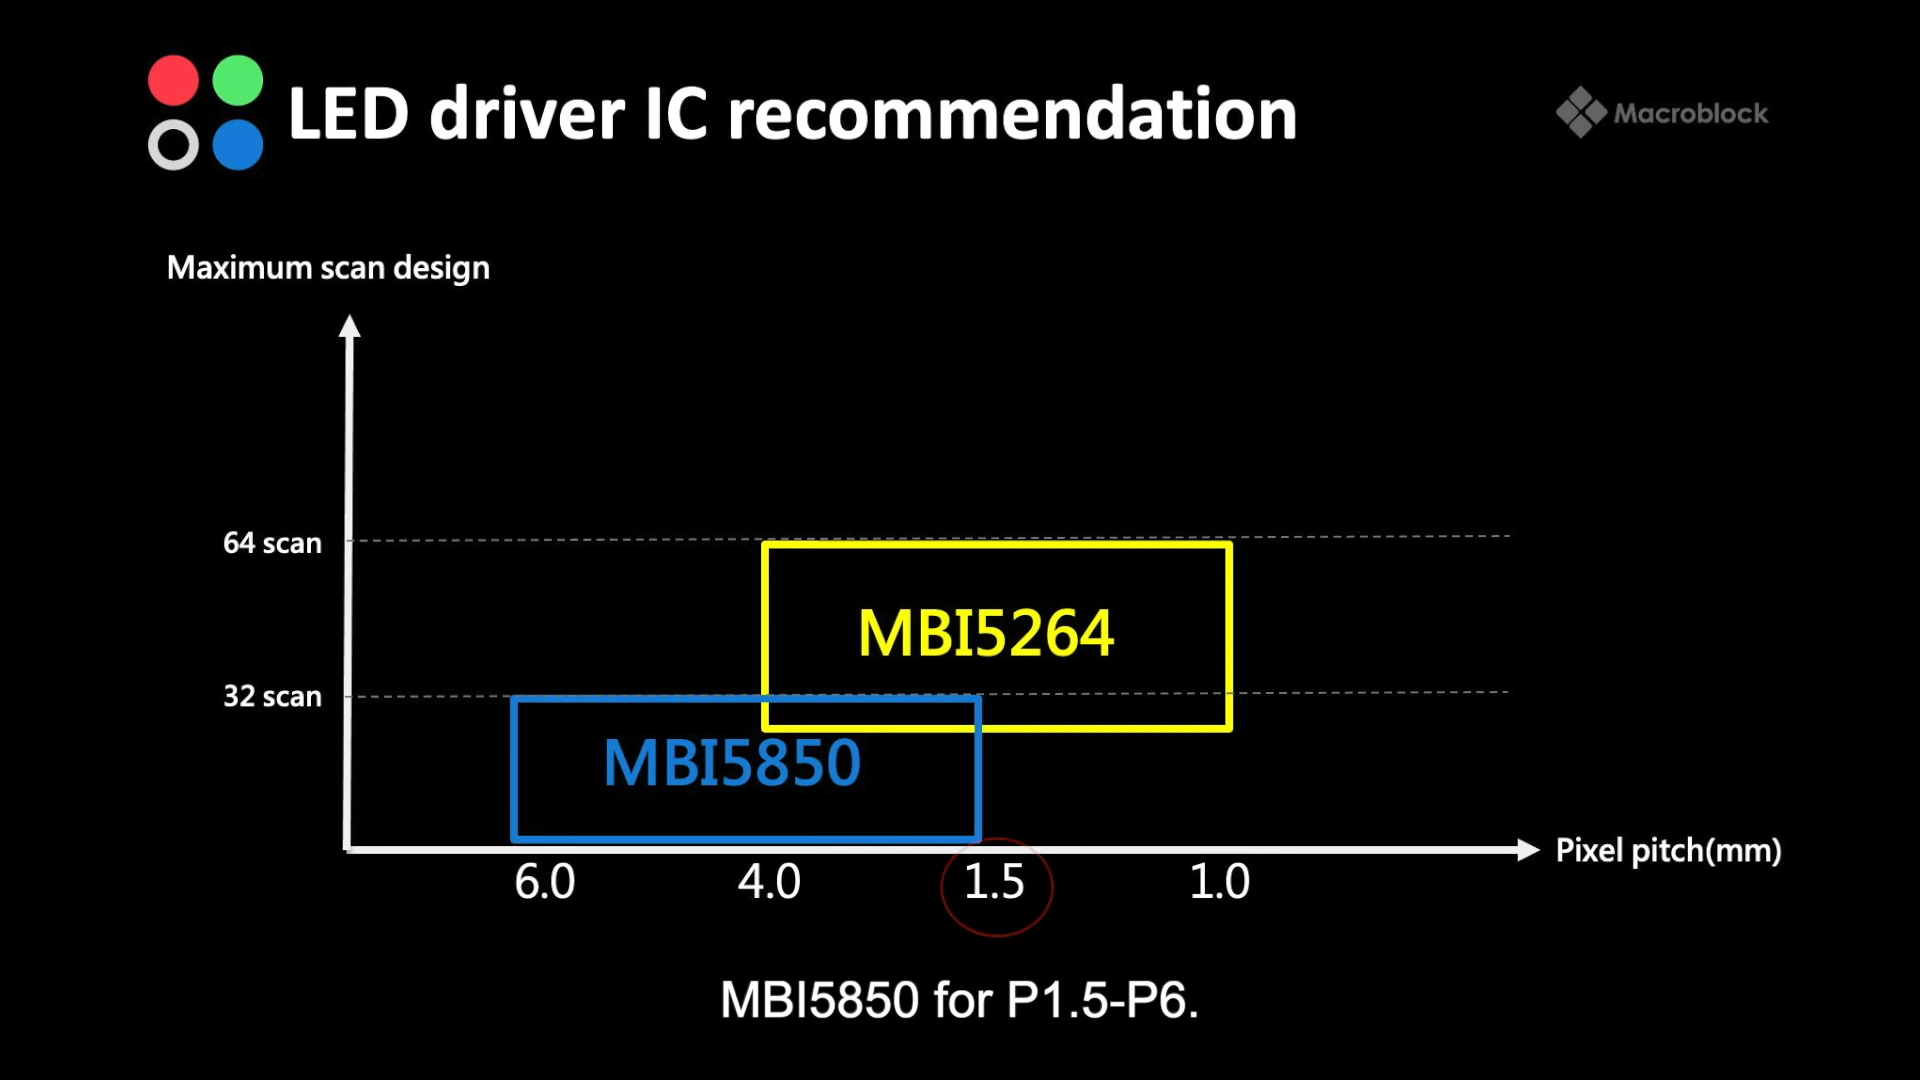 LED driver IC recommendation
Macroblock
Maximum scan design
64 scan
MBI5264
32 scan
MBI5850
Pixel pitch(mm)
6.0 4.0 1.5 1.0
MBI5850 for P1.5-P6.